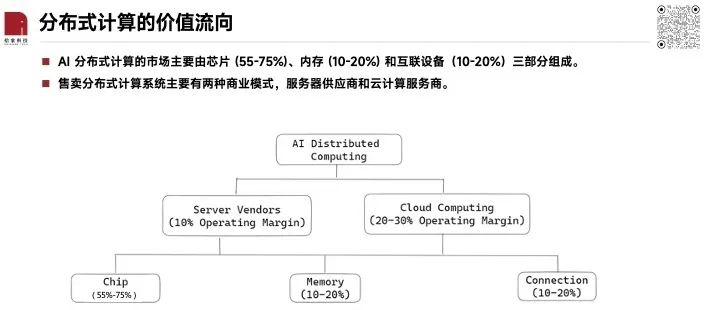 分布式计算的价值流向
AI 分布式计算的市场主要由芯片 (55-75%)、内存 (10-20%) 和互联设备（10-20%）三部分组成。
售卖分布式计算系统主要有两种商业模式，服务器供应商和云计算服务商。
AI Distributed
Computing
Server Vendors
(10% Operating Margin)
Cloud Computing
(20-30% Operating Margin)
Chip
(55%-75%)
Memory
(10-20%)
Connection
(10-20%)